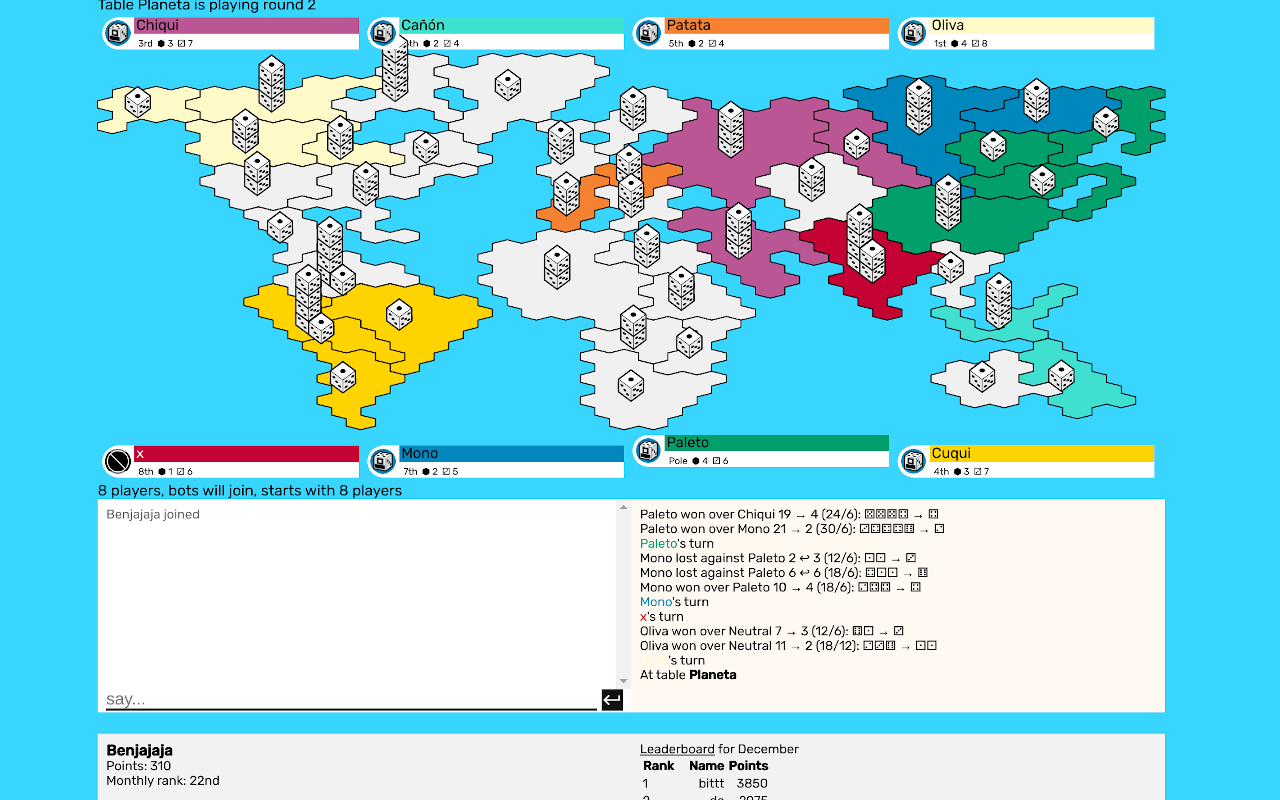 Table Planeta is playing round 2
Chiqui
3rd ⬢ 3 ⚂ 7
Cañón
⬢ 2 ⚂ 4
Patata
5th ⬢ 2 ⚂ 4
Oliva
1st ⬢ 4 ⚂ 8
x
8th ⬢ 1 ⚂ 6
Mono
7th ⬢ 2 ⚂ 5
Paleto
Pole ⬢ 4 ⚂ 6
Cuqui
4th ⬢ 3 ⚂ 7
8 players, bots will join, starts with 8 players
Benjajaja joined
say...
Paleto won over Chiqui 19 → 4 (24/6):
Paleto won over Mono 21 → 2 (30/6):
Paleto's turn
Mono lost against Paleto 2 ↩ 3 (12/6):
Mono lost against Paleto 6 ↩ 6 (18/6):
Mono won over Paleto 10 → 4 (18/6):
Mono's turn
x's turn
Oliva won over Neutral 7 → 3 (12/6):
Oliva won over Neutral 11 → 2 (18/12):
's turn
At table Planeta
Benjajaja
Points: 310
Monthly rank: 22nd
Leaderboard for December
Rank Name Points
1 bittt 3850